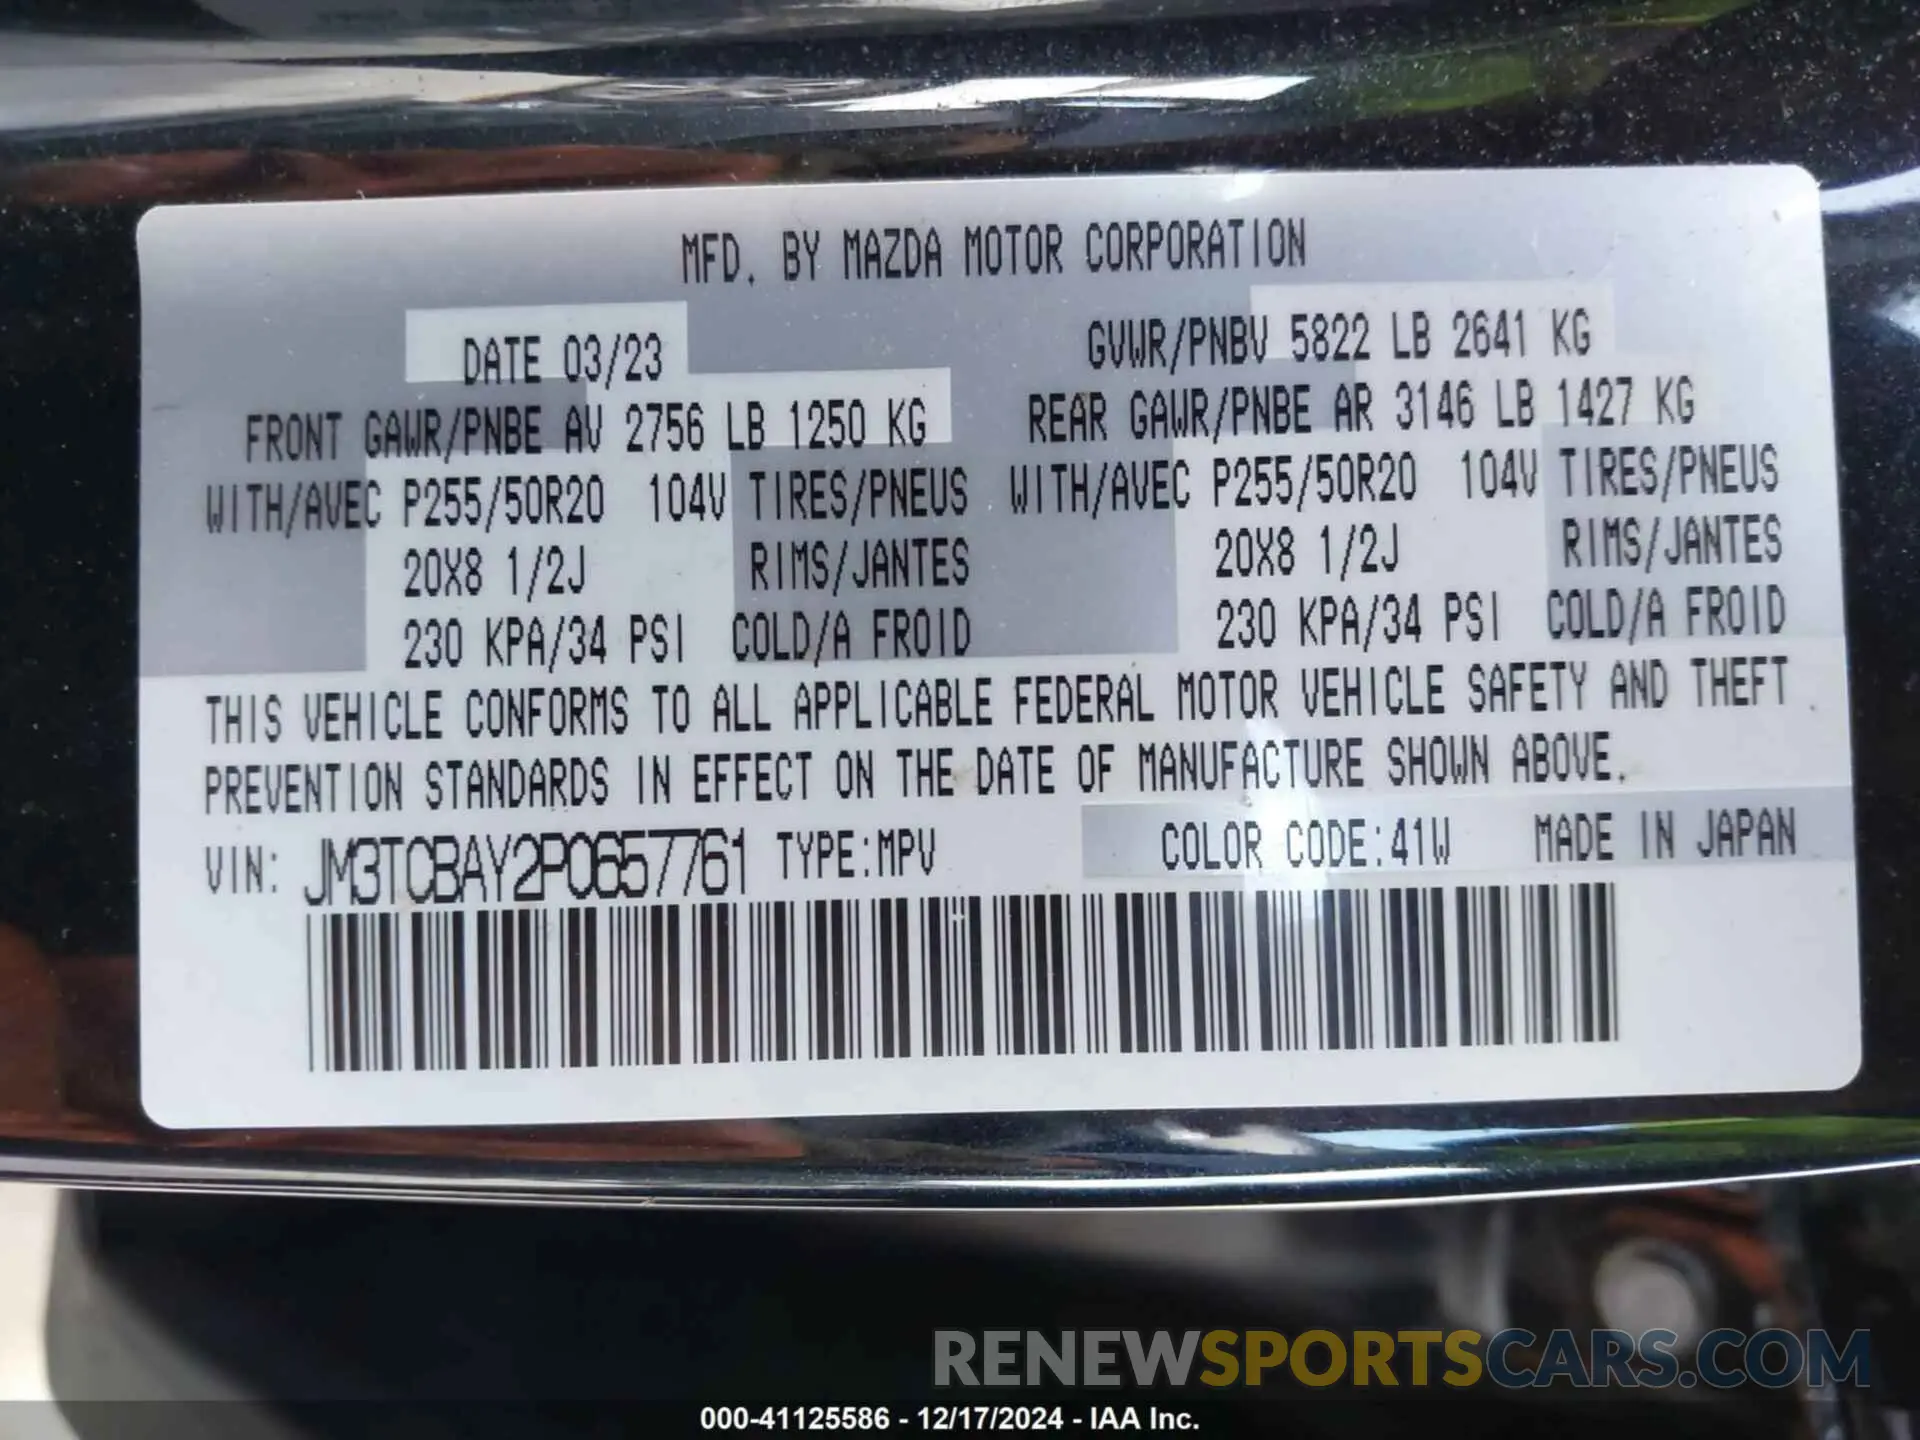 MFD. BY MAZDA MOTOR CORPORATION
DATE 03/23 GVWR/PNBV 5822 LB 2641 KG
FRONT GAWR/PNBE AV 2756 LB 1250 KG REAR GAWR/PNBE AR 3146 LB 1427 KG
WITH/AVEC P255/50R20 104V TIRES/PNEUS WITH/AVEC P255/50R20 104V TIRES/PNEUS
20X8 1/2J RIMS/JANTES 20X8 1/2J RIMS/JANTES
230 KPA/34 PSI COLD/A FROID 230 KPA/34 PSI COLD/A FROID
THIS VEHICLE CONFORMS TO ALL APPLICABLE FEDERAL MOTOR VEHICLE SAFETY AND THEFT
PREVENTION STANDARDS IN EFFECT ON THE DATE OF MANUFACTURE SHOWN ABOVE.
VIN: JM3TCBAY2P0657761 TYPE:MPV COLOR CODE:41W MADE IN JAPAN
RENEWSPORTSCARS.COM
000-41125586 - 12/17/2024 - IAA Inc.